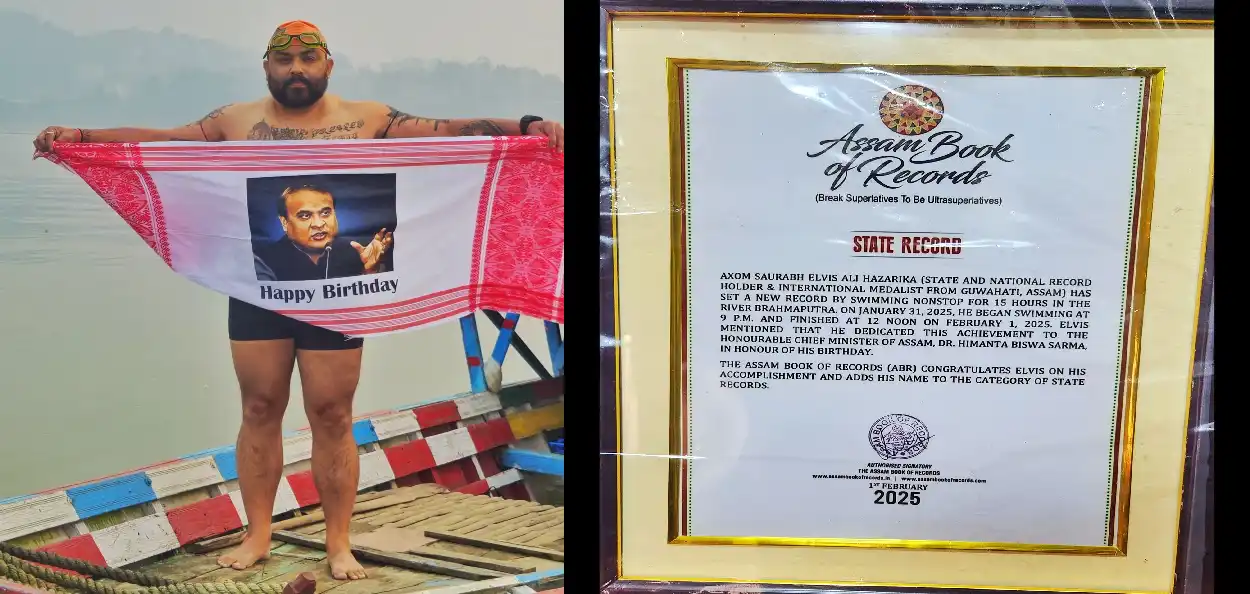 Happy Birthday
Assam Book
of Records
(Break Superlatives To Be Ultrasuperlatives)
STATE RECORD
AXOM SAURABH ELVIS ALI HAZARIKA (STATE AND NATIONAL RECORD
HOLDER & INTERNATIONAL MEDALIST FROM GUWAHATI, ASSAM) HAS
SET A NEW RECORD BY SWIMMING NONSTOP FOR 15 HOURS IN THE
RIVER BRAHMAPUTRA. ON JANUARY 31, 2025, HE BEGAN SWIMMING AT
9 P.M. AND FINISHED AT 12 NOON ON FEBRUARY 1, 2025. ELVIS
MENTIONED THAT HE DEDICATED THIS ACHIEVEMENT TO THE
HONOURABLE CHIEF MINISTER OF ASSAM, DR. HIMANTA BISWA SARMA,
IN HONOUR OF HIS BIRTHDAY.
THE ASSAM BOOK OF RECORDS (ABR) CONGRATULATES ELVIS ON HIS
ACCOMPLISHMENT AND ADDS HIS NAME TO THE CATEGORY OF STATE
RECORDS.
AUTHORISED SIGNATORY
THE ASSAM BOOK OF RECORDS
www.assambookofrecords.in | www.assambookofrecords.com
1ST FEBRUARY
2025